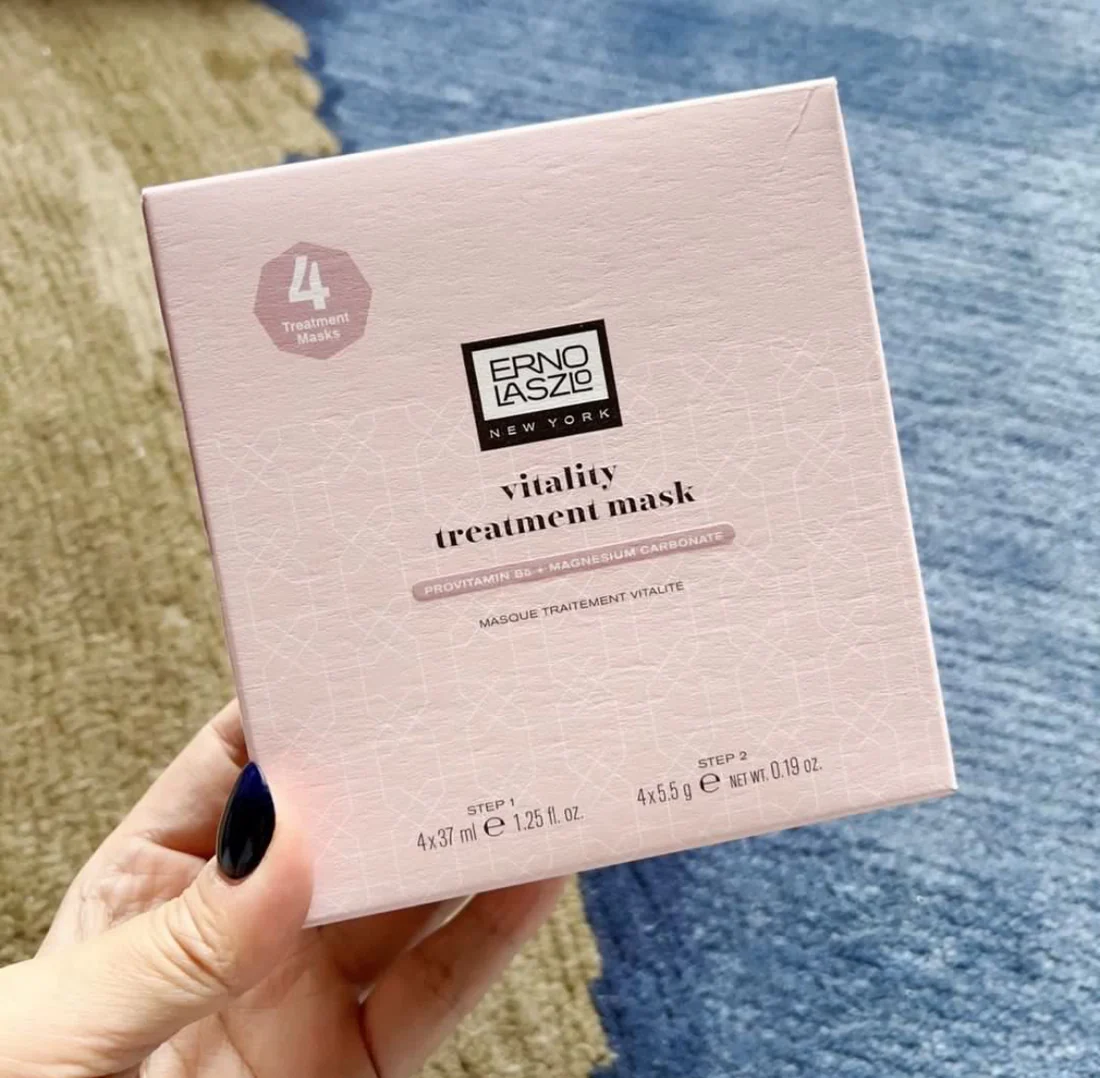 4
Treatment
Masks
ERNO
LASZLO
NEW YORK
vitality
treatment mask
PROVITAMIN B5 + MAGNESIUM CARBONATE
MASQUE TRAITEMENT VITALITÉ
STEP 1
4x37 ml ℮ 1.25 fl. oz.
STEP 2
4x5.5 g ℮ NET WT. 0.19 oz.